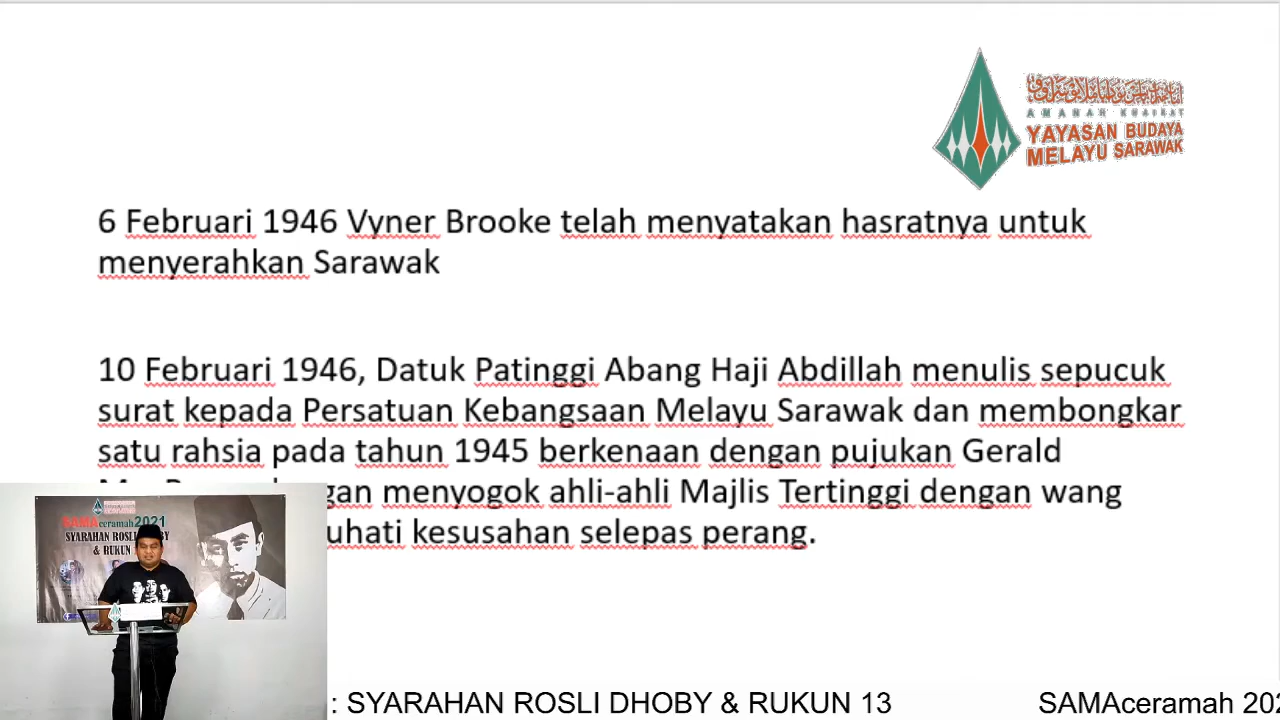 AMANAH KHAIRAT
YAYASAN BUDAYA
MELAYU SARAWAK
6 Februari 1946 Vyner Brooke telah menyatakan hasratnya untuk
menyerahkan Sarawak
10 Februari 1946, Datuk Patinggi Abang Haji Abdillah menulis sepucuk
surat kepada Persatuan Kebangsaan Melayu Sarawak dan membongkar
satu rahsia pada tahun 1945 berkenaan dengan pujukan Gerald
gan menyogok ahli-ahli Majlis Tertinggi dengan wang
uhati kesusahan selepas perang.
SAMAceramah2021
SYARAHAN ROSLI DHOBY
& RUKUN
: SYARAHAN ROSLI DHOBY & RUKUN 13
SAMAceramah 202